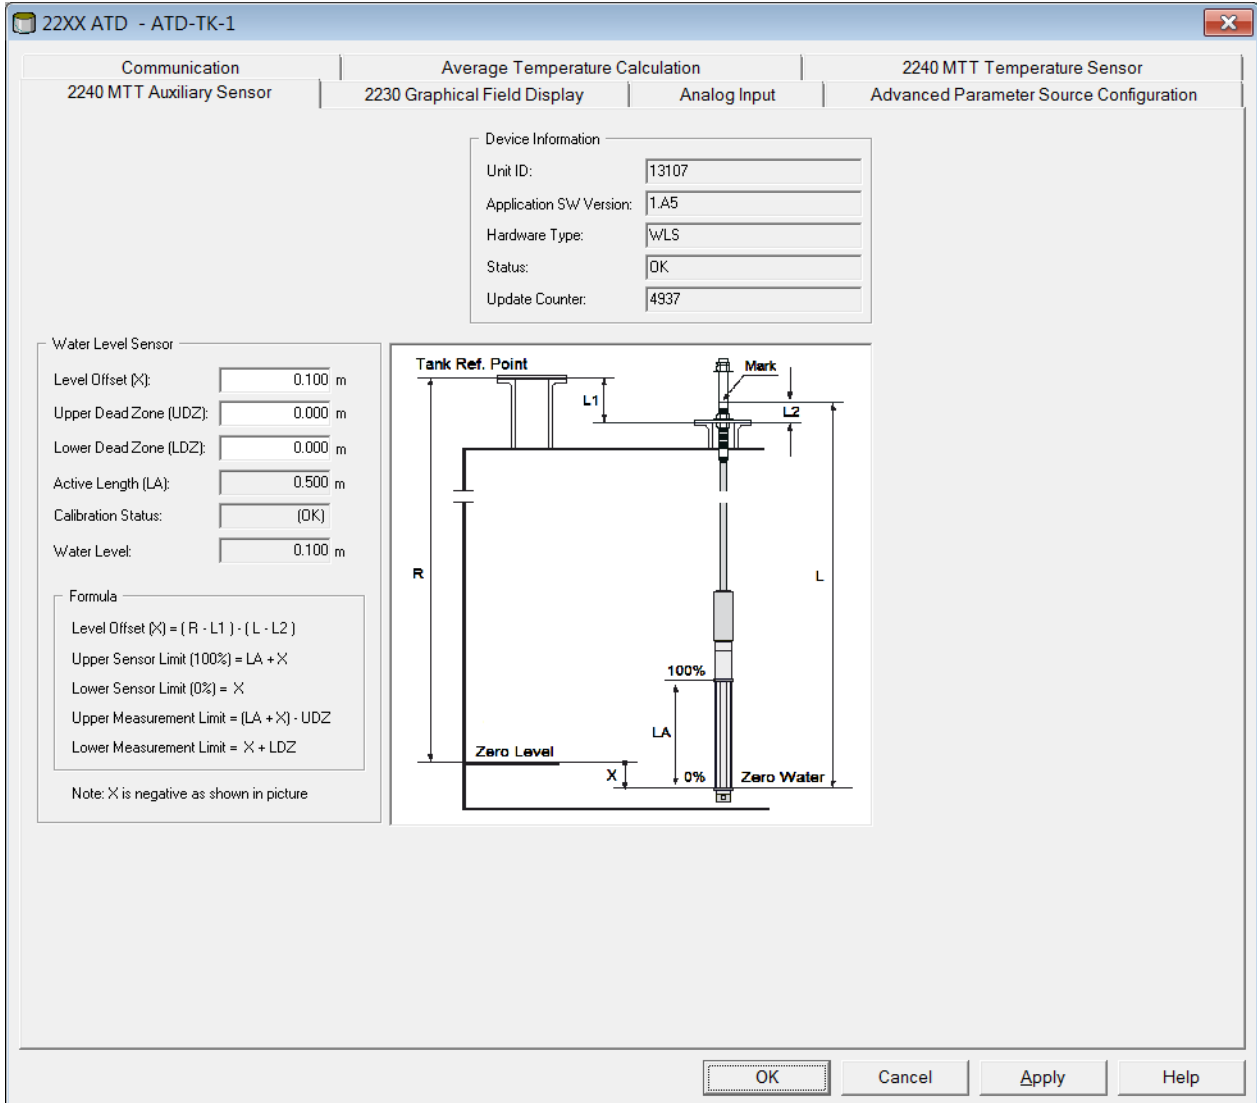 22XX ATD - ATD-TK-1
Communication
Average Temperature Calculation
2240 MTT Temperature Sensor
2240 MTT Auxiliary Sensor
2230 Graphical Field Display
Analog Input
Advanced Parameter Source Configuration
Device Information
Unit ID: 13107
Application SW Version: 1.A5
Hardware Type: WLS
Status: OK
Update Counter: 4937
Water Level Sensor
Level Offset (X): 0.100 m
Upper Dead Zone (UDZ): 0.000 m
Lower Dead Zone (LDZ): 0.000 m
Active Length (LA): 0.500 m
Calibration Status: (OK)
Water Level: 0.100 m
Formula
Level Offset (X) = ( R - L1 ) - ( L - L2 )
Upper Sensor Limit (100%) = LA + X
Lower Sensor Limit (0%) = X
Upper Measurement Limit = (LA + X) - UDZ
Lower Measurement Limit = X + LDZ
Note: X is negative as shown in picture
Tank Ref. Point
Mark
L1
L2
R
L
100%
LA
Zero Level
X
0%
Zero Water
OK
Cancel
Apply
Help